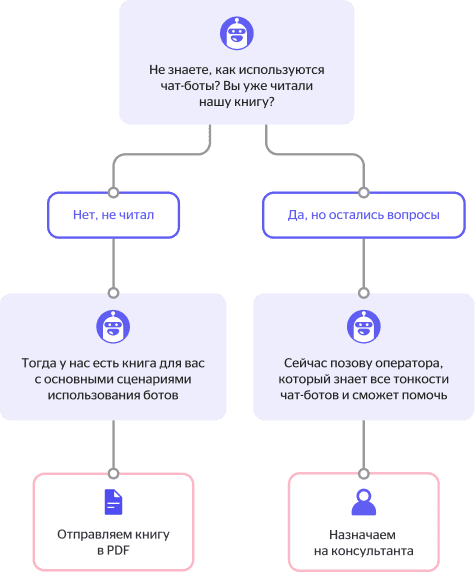 Не знаете, как используются
чат-боты? Вы уже читали
нашу книгу?
Нет, не читал
Да, но остались вопросы
Тогда у нас есть книга для вас
с основными сценариями
использования ботов
Сейчас позову оператора,
который знает все тонкости
чат-ботов и сможет помочь
Отправляем книгу
в PDF
Назначаем
на консультанта